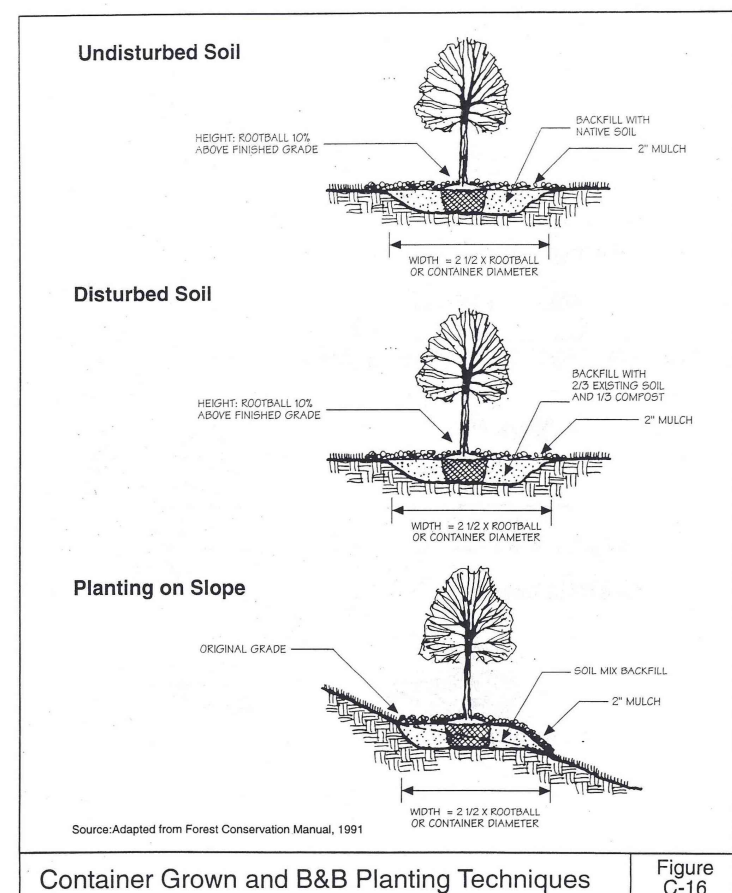 Undisturbed Soil
HEIGHT: ROOTBALL 10%
ABOVE FINISHED GRADE
BACKFILL WITH
NATIVE SOIL
2" MULCH
WIDTH = 2 1/2 X ROOTBALL
OR CONTAINER DIAMETER
Disturbed Soil
HEIGHT: ROOTBALL 10%
ABOVE FINISHED GRADE
BACKFILL WITH
2/3 EXISTING SOIL
AND 1/3 COMPOST
2" MULCH
WIDTH = 2 1/2 X ROOTBALL
OR CONTAINER DIAMETER
Planting on Slope
ORIGINAL GRADE
SOIL MIX BACKFILL
2" MULCH
WIDTH = 2 1/2 X ROOTBALL
OR CONTAINER DIAMETER
Source:Adapted from Forest Conservation Manual, 1991
Container Grown and B&B Planting Techniques
Figure
C-16